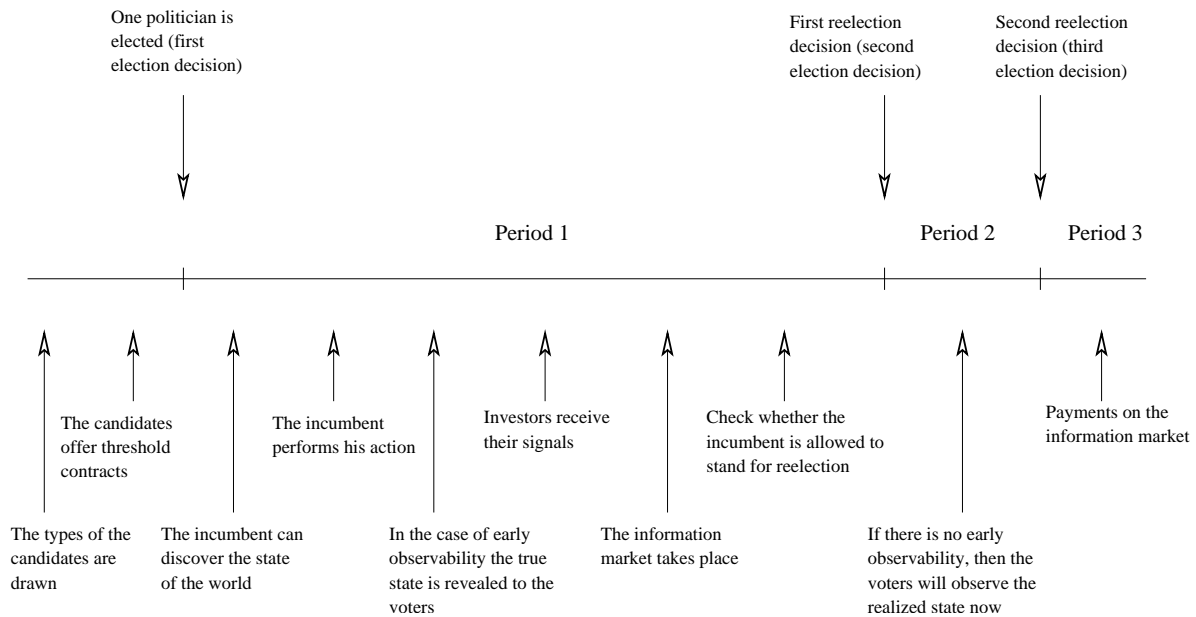 One politician is
elected (first
election decision)
First reelection
decision (second
election decision)
Second reelection
decision (third
election decision)
Period 1
Period 2
Period 3
The candidates
offer threshold
contracts
The incumbent
performs his action
Investors receive
their signals
Check whether the
incumbent is allowed to
stand for reelection
Payments on the
information market
The types of the
candidates are
drawn
The incumbent can
discover the state
of the world
In the case of early
observability the true
state is revealed to the
voters
The information
market takes place
If there is no early
observability, then the
voters will observe the
realized state now